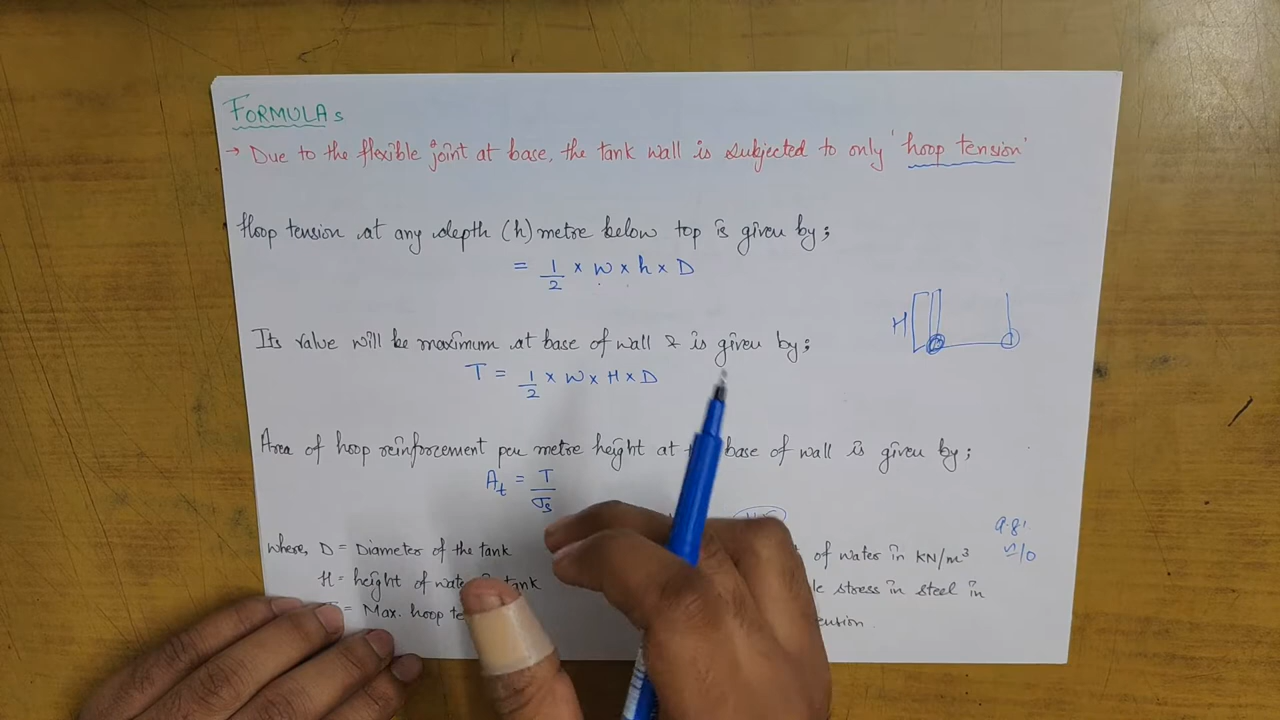 FORMULAs
→ Due to the flexible joint at base, the tank wall is subjected to only 'hoop tension'
Hoop tension at any depth (h) metre below top is given by;
= 1/2 × w × h × D
Its value will be maximum at base of wall & is given by;
T = 1/2 × W × H × D
H
Area of hoop reinforcement per metre height at base of wall is given by;
At = T/σs
9.81
≈10
where, D = Diameter of the tank of water in kN/m³
H = height of water in tank stress in steel in
= Max. hoop